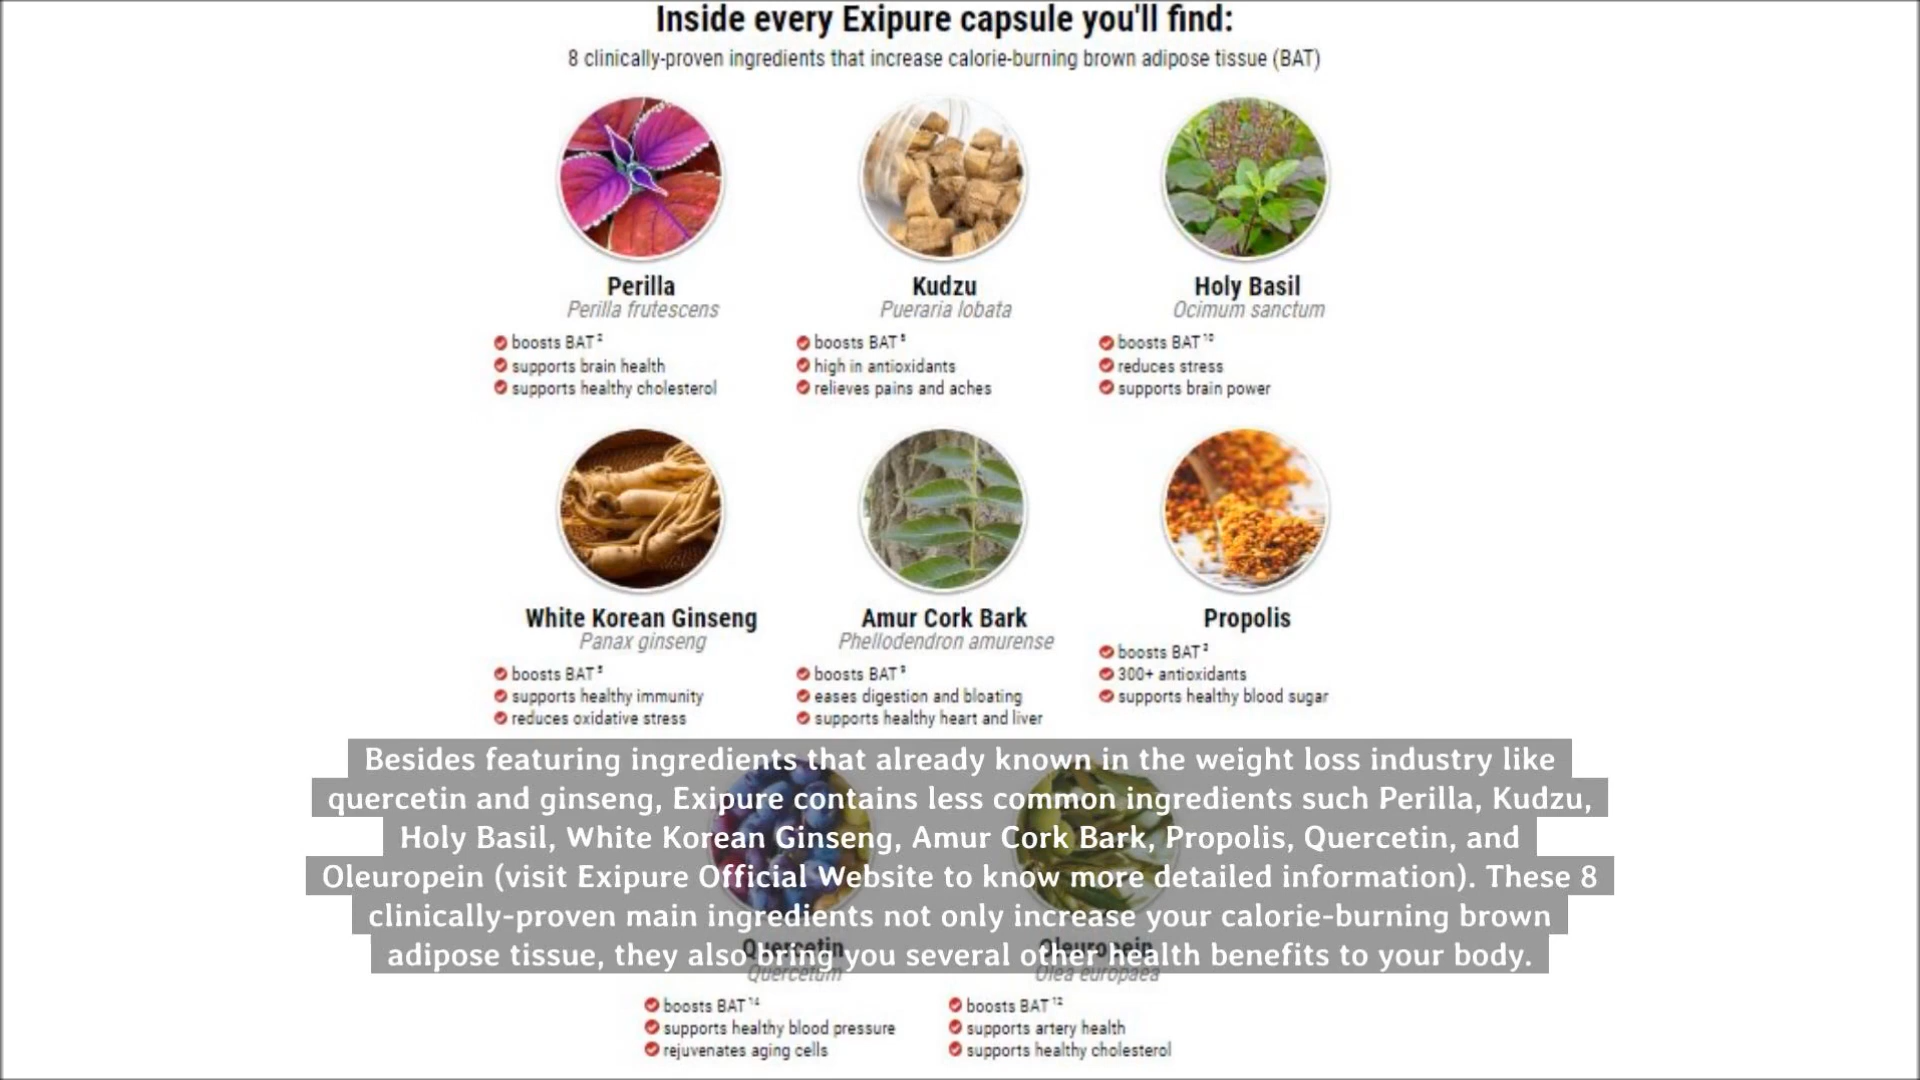 Inside every Exipure capsule you'll find:
8 clinically-proven ingredients that increase calorie-burning brown adipose tissue (BAT)
Perilla
Perilla frutescens
boosts BAT
supports brain health
supports healthy cholesterol
Kudzu
Pueraria lobata
boosts BAT
high in antioxidants
relieves pains and aches
Holy Basil
Ocimum sanctum
boosts BAT 10
reduces stress
supports brain power
White Korean Ginseng
Panax ginseng
boosts BAT
supports healthy immunity
reduces oxidative stress
Amur Cork Bark
Phellodendron amurense
boosts BAT
eases digestion and bloating
supports healthy heart and liver
Propolis
boosts BAT
300+ antioxidants
supports healthy blood sugar
Besides featuring ingredients that already known in the weight loss industry like
quercetin and ginseng, Exipure contains less common ingredients such Perilla, Kudzu,
Holy Basil, White Korean Ginseng, Amur Cork Bark, Propolis, Quercetin, and
Oleuropein (visit Exipure Official Website to know more detailed information). These 8
clinically-proven main ingredients not only increase your calorie-burning brown
adipose tissue, they also bring you several other health benefits to your body.
Quercetin
Quercetum
boosts BAT 14
supports healthy blood pressure
rejuvenates aging cells
Oleuropein
Olea europaea
boosts BAT 12
supports artery health
supports healthy cholesterol